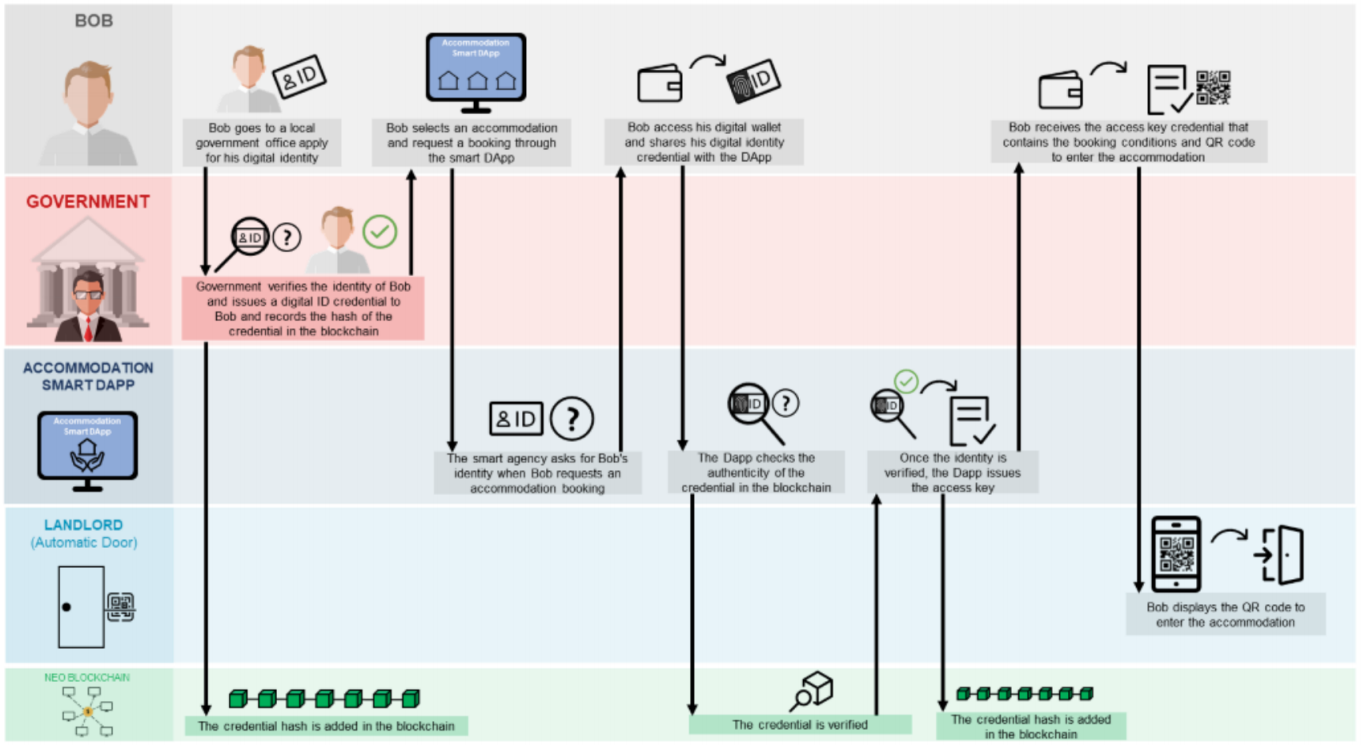 BOB
ID
Bob goes to a local
government office apply
for his digital identity
Accommodation
Smart DApp
Bob selects an accommodation
and request a booking through
the smart DApp
ID
Bob access his digital wallet
and shares his digital identity
credential with the DApp
Bob receives the access key credential that
contains the booking conditions and QR code
to enter the accommodation
GOVERNMENT
ID
?
Government verifies the identity of Bob
and issues a digital ID credential to
Bob and records the hash of the
credential in the blockchain
ACCOMMODATION
SMART DAPP
Accommodation
Smart DApp
ID
?
The smart agency asks for Bob's
identity when Bob requests an
accommodation booking
ID
?
The Dapp checks the
authenticity of the
credential in the blockchain
ID
Once the identity is
verified, the Dapp issues
the access key
LANDLORD
(Automatic Door)
Bob displays the QR code to
enter the accommodation
NEO BLOCKCHAIN
The credential hash is added in the blockchain
The credential is verified
The credential hash is added
in the blockchain